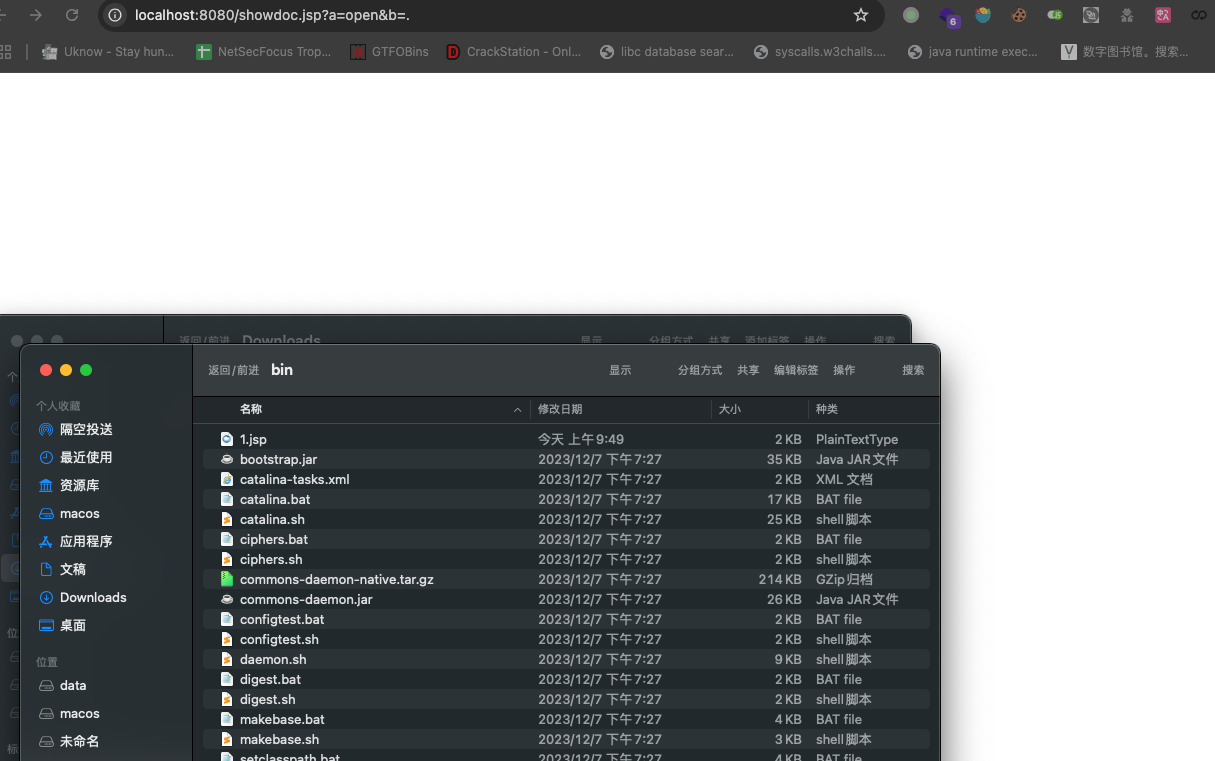 localhost:8080/showdoc.jsp?a=open&b=.
6
Uknow - Stay hun... NetSecFocus Trop... GTFOBins CrackStation - Onl... libc database sear... syscalls.w3challs.... java runtime exec... 数字图书馆。搜索...
返回/前进 Downloads 显示 分组方式 共享 添加标签 操作 搜索
返回/前进 bin 显示 分组方式 共享 编辑标签 操作 搜索
个人收藏
隔空投送
最近使用
资源库
macos
应用程序
文稿
Downloads
桌面
位置
data
macos
未命名
名称 修改日期 大小 种类
1.jsp 今天 上午9:49 2 KB PlainTextType
bootstrap.jar 2023/12/7 下午7:27 35 KB Java JAR文件
catalina-tasks.xml 2023/12/7 下午7:27 2 KB XML 文档
catalina.bat 2023/12/7 下午7:27 17 KB BAT file
catalina.sh 2023/12/7 下午7:27 25 KB shell脚本
ciphers.bat 2023/12/7 下午7:27 2 KB BAT file
ciphers.sh 2023/12/7 下午7:27 2 KB shell脚本
commons-daemon-native.tar.gz 2023/12/7 下午7:27 214 KB GZip归档
commons-daemon.jar 2023/12/7 下午7:27 26 KB Java JAR文件
configtest.bat 2023/12/7 下午7:27 2 KB BAT file
configtest.sh 2023/12/7 下午7:27 2 KB shell脚本
daemon.sh 2023/12/7 下午7:27 9 KB shell脚本
digest.bat 2023/12/7 下午7:27 2 KB BAT file
digest.sh 2023/12/7 下午7:27 2 KB shell脚本
makebase.bat 2023/12/7 下午7:27 4 KB BAT file
makebase.sh 2023/12/7 下午7:27 3 KB shell脚本
setclasspath.bat 2023/12/7 下午7:27 4 KB BAT file